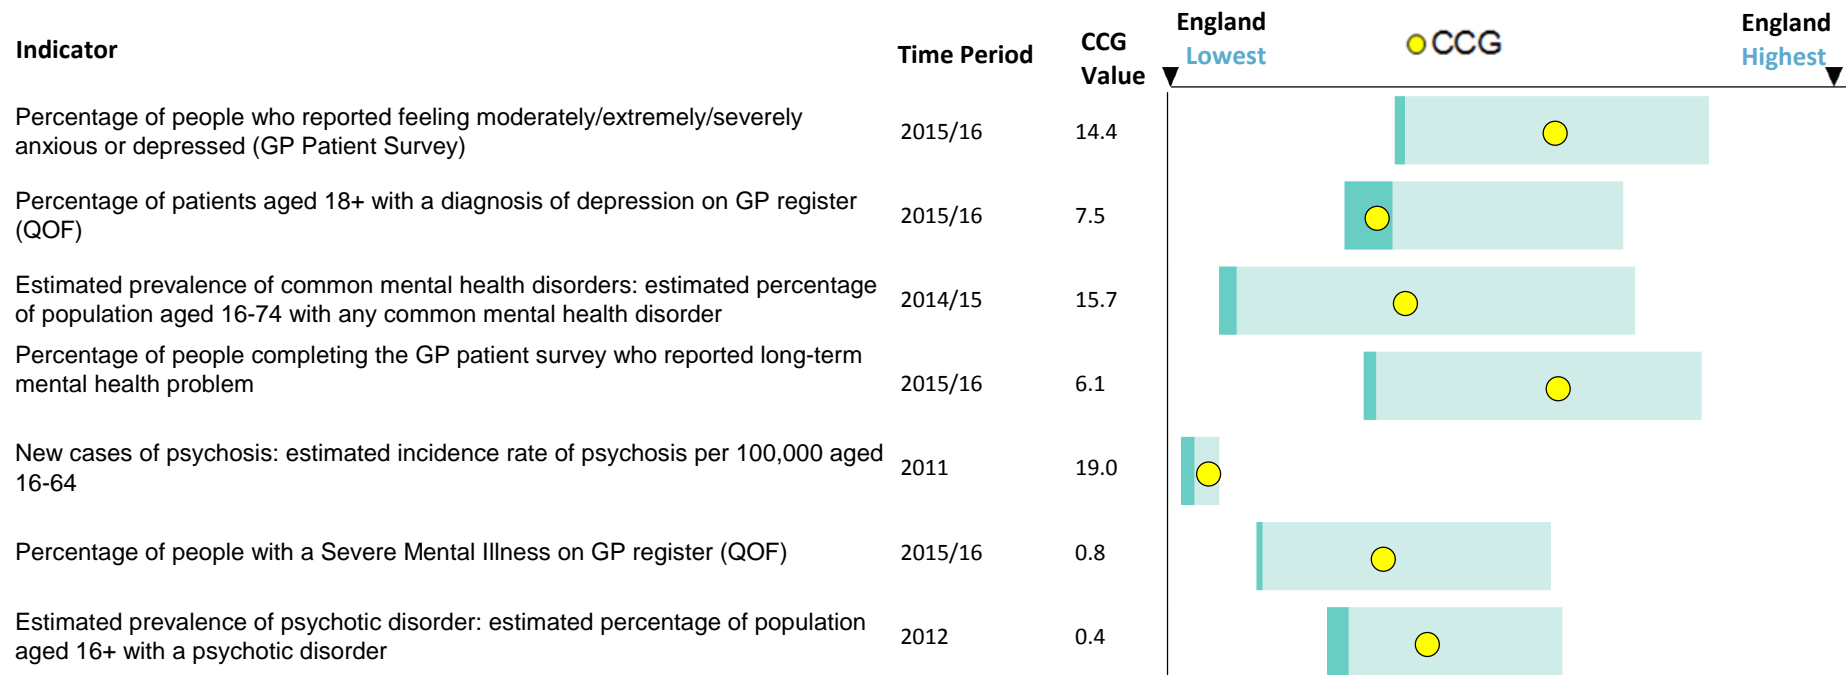 Indicator
Time Period
CCG
Value
England
Lowest
CCG
England
Highest
Percentage of people who reported feeling moderately/extremely/severely
anxious or depressed (GP Patient Survey)
2015/16
14.4
Percentage of patients aged 18+ with a diagnosis of depression on GP register
(QOF)
2015/16
7.5
Estimated prevalence of common mental health disorders: estimated percentage
of population aged 16-74 with any common mental health disorder
2014/15
15.7
Percentage of people completing the GP patient survey who reported long-term
mental health problem
2015/16
6.1
New cases of psychosis: estimated incidence rate of psychosis per 100,000 aged
16-64
2011
19.0
Percentage of people with a Severe Mental Illness on GP register (QOF)
2015/16
0.8
Estimated prevalence of psychotic disorder: estimated percentage of population
aged 16+ with a psychotic disorder
2012
0.4